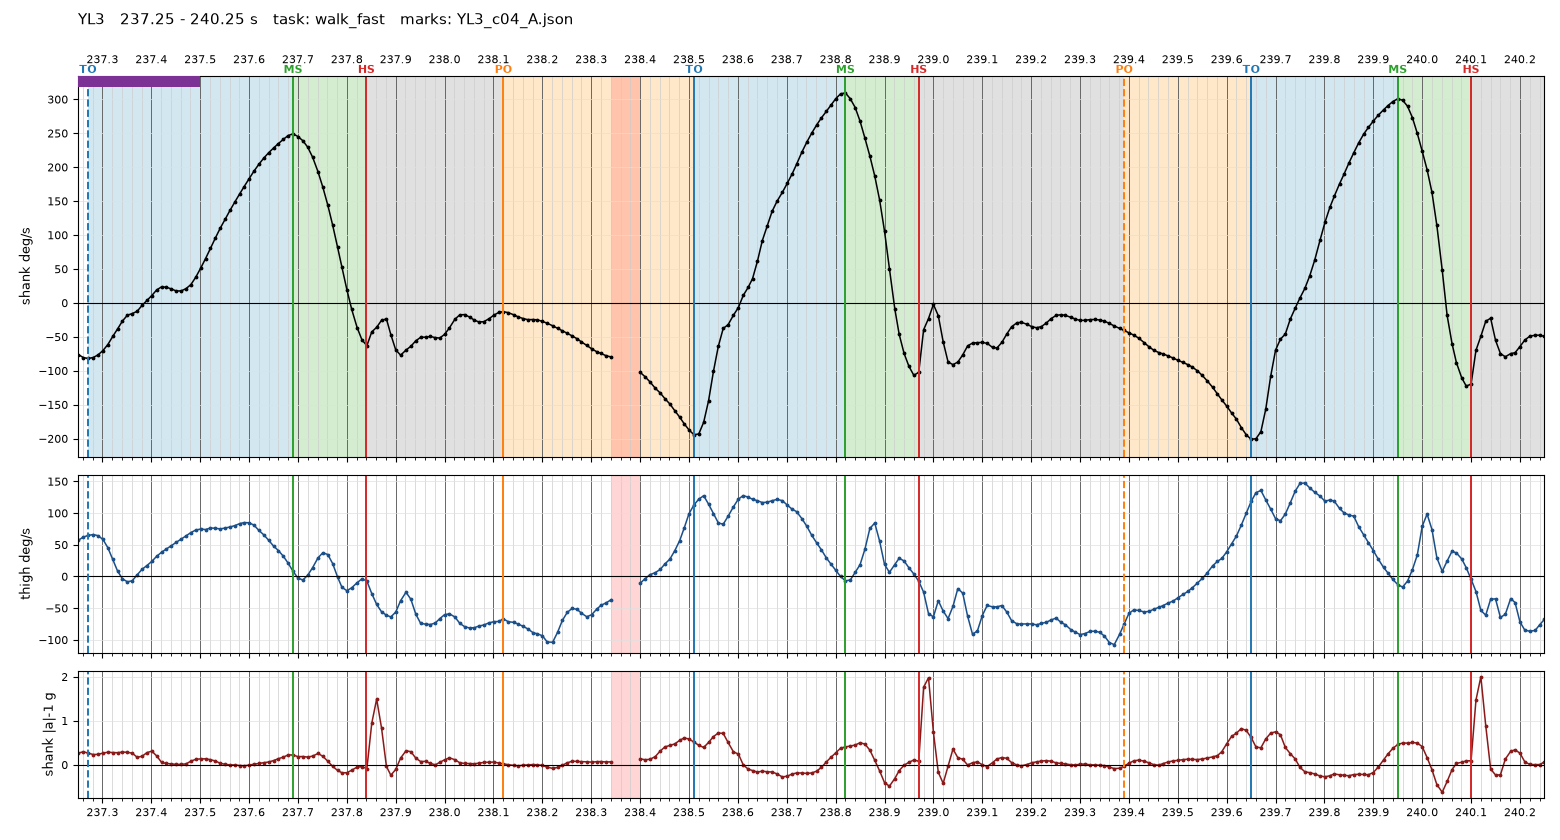 YL3   237.25 - 240.25 s   task: walk_fast   marks: YL3_c04_A.json
237.3 237.4 237.5 237.6 237.7 237.8 237.9 238.0 238.1 238.2 238.3 238.4 238.5 238.6 238.7 238.8 238.9 239.0 239.1 239.2 239.3 239.4 239.5 239.6 239.7 239.8 239.9 240.0 240.1 240.2
TO MS HS PO TO MS HS PO TO MS HS
300
250
200
150
100
50
0
−50
−100
−150
−200
shank deg/s
150
100
50
0
−50
−100
thigh deg/s
2
1
0
shank |a|-1 g
237.3 237.4 237.5 237.6 237.7 237.8 237.9 238.0 238.1 238.2 238.3 238.4 238.5 238.6 238.7 238.8 238.9 239.0 239.1 239.2 239.3 239.4 239.5 239.6 239.7 239.8 239.9 240.0 240.1 240.2